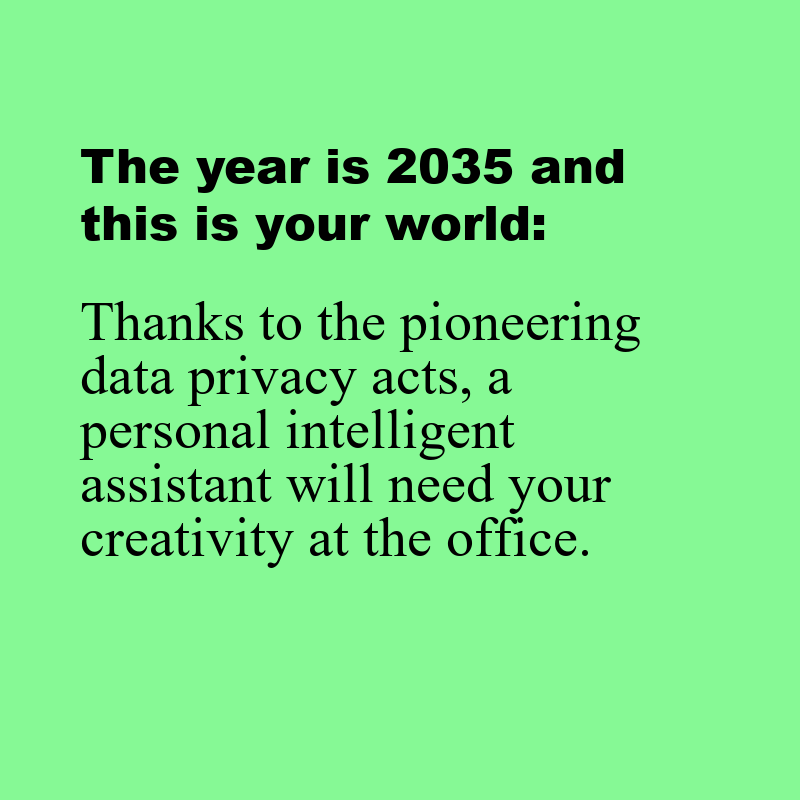 The year is 2035 and
this is your world:
Thanks to the pioneering
data privacy acts, a
personal intelligent
assistant will need your
creativity at the office.